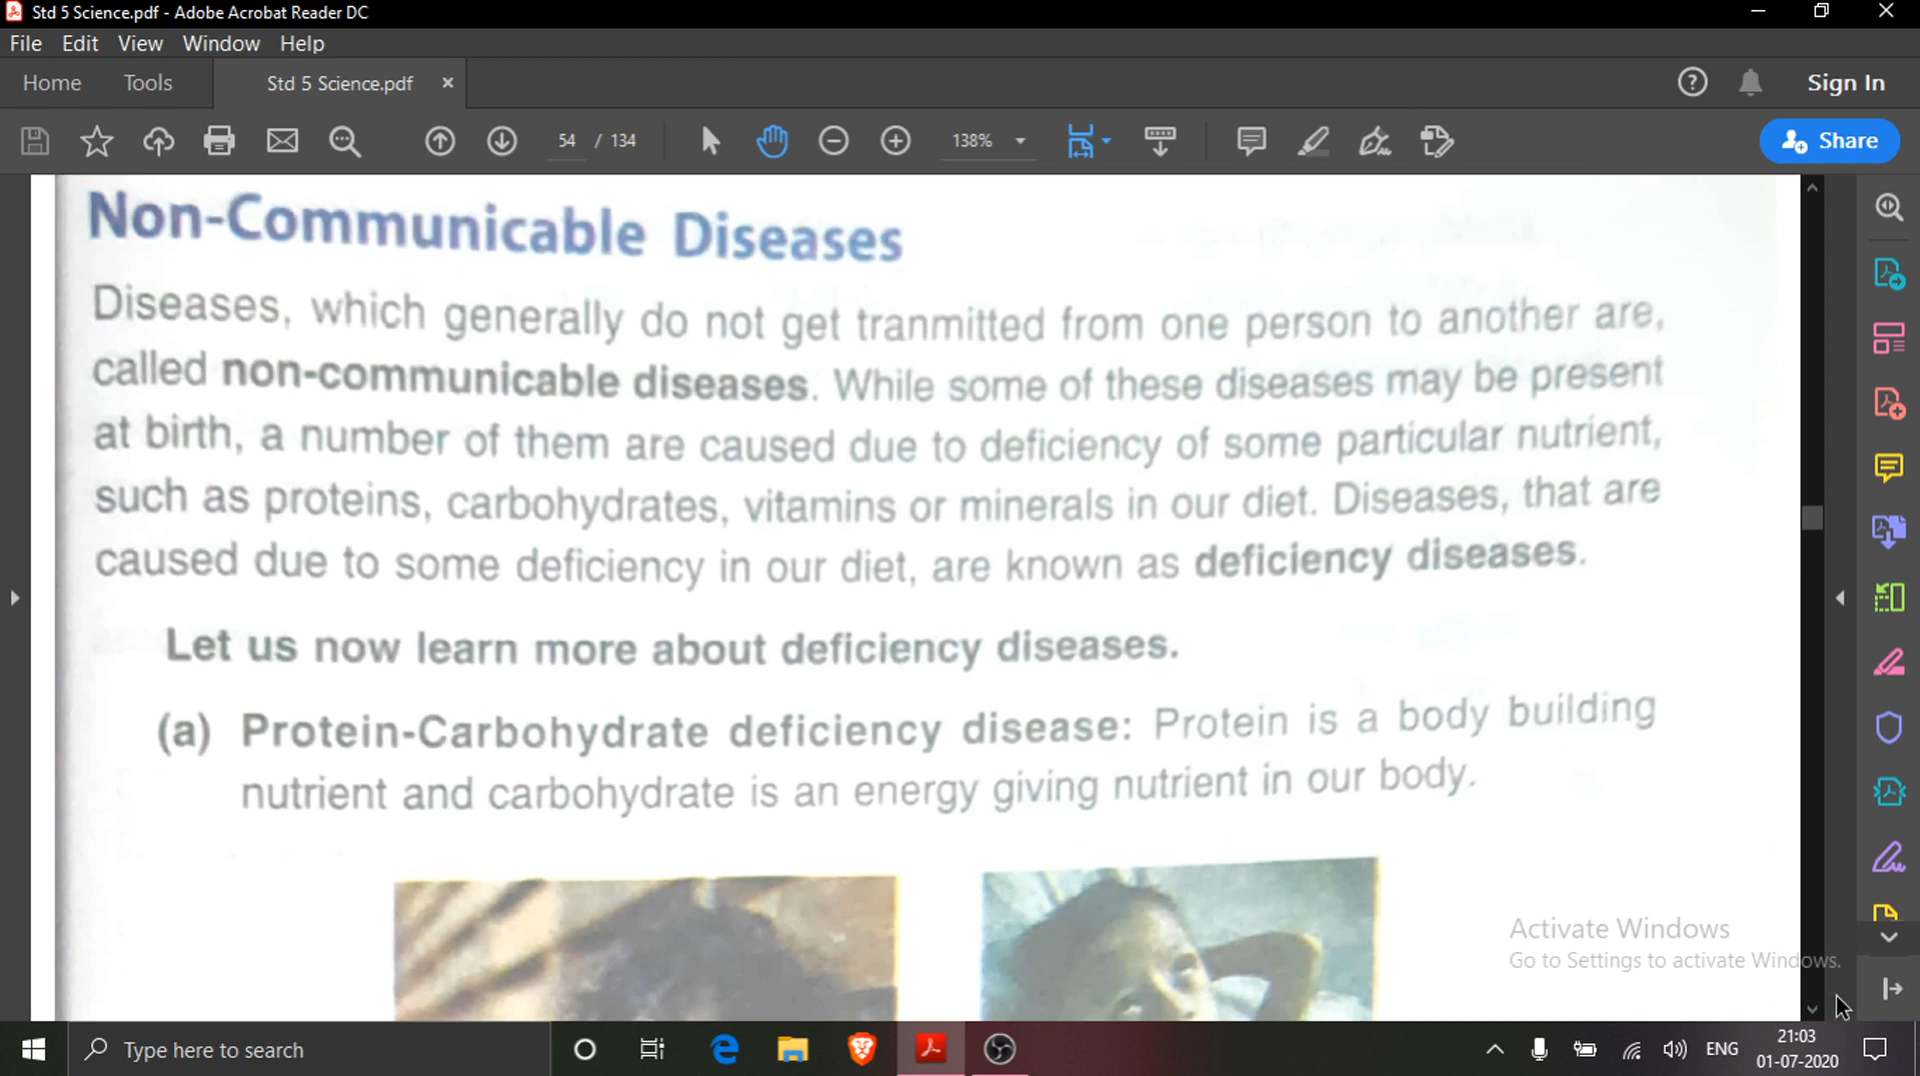 Std 5 Science.pdf - Adobe Acrobat Reader DC
File Edit View Window Help
Home Tools Std 5 Science.pdf × Sign In
54 / 134 138% Share
Non-Communicable Diseases
Diseases, which generally do not get tranmitted from one person to another are,
called non-communicable diseases. While some of these diseases may be present
at birth, a number of them are caused due to deficiency of some particular nutrient,
such as proteins, carbohydrates, vitamins or minerals in our diet. Diseases, that are
caused due to some deficiency in our diet, are known as deficiency diseases.
Let us now learn more about deficiency diseases.
(a) Protein-Carbohydrate deficiency disease: Protein is a body building
nutrient and carbohydrate is an energy giving nutrient in our body.
Activate Windows
Go to Settings to activate Windows.
Type here to search
ENG
21:03
01-07-2020